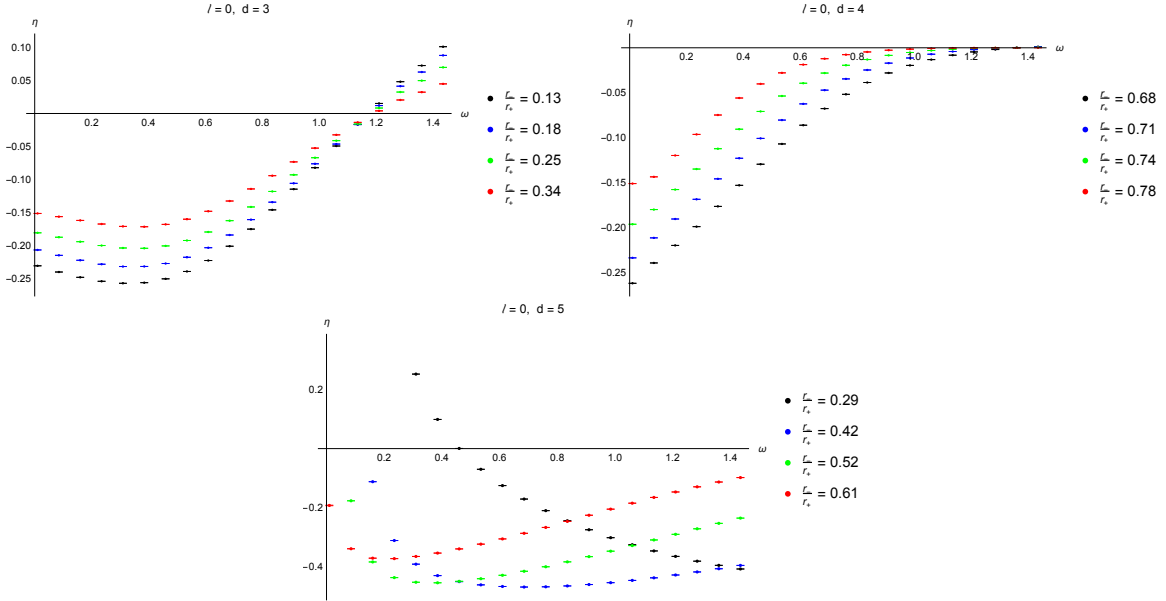 l = 0, d = 3
η
0.10
0.05
-0.05
-0.10
-0.15
-0.20
-0.25
0.2 0.4 0.6 0.8 1.0 1.2 1.4 ω
r₋/r₊ = 0.13
r₋/r₊ = 0.18
r₋/r₊ = 0.25
r₋/r₊ = 0.34
l = 0, d = 4
η
0.2 0.4 0.6 0.8 1.0 1.2 1.4 ω
-0.05
-0.10
-0.15
-0.20
-0.25
r₋/r₊ = 0.68
r₋/r₊ = 0.71
r₋/r₊ = 0.74
r₋/r₊ = 0.78
l = 0, d = 5
η
0.2
-0.2
-0.4
0.2 0.4 0.6 0.8 1.0 1.2 1.4 ω
r₋/r₊ = 0.29
r₋/r₊ = 0.42
r₋/r₊ = 0.52
r₋/r₊ = 0.61